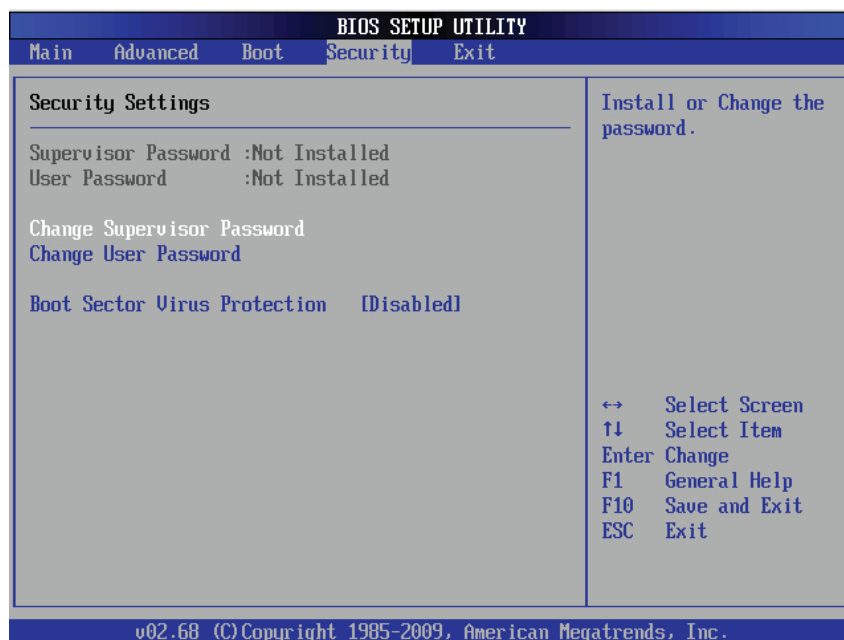 BIOS SETUP UTILITY
Main Advanced Boot Security Exit
Security Settings
Supervisor Password :Not Installed
User Password :Not Installed
Change Supervisor Password
Change User Password
Boot Sector Virus Protection [Disabled]
Install or Change the
password.
↔ Select Screen
↑↓ Select Item
Enter Change
F1 General Help
F10 Save and Exit
ESC Exit
v02.68 (C)Copyright 1985-2009, American Megatrends, Inc.